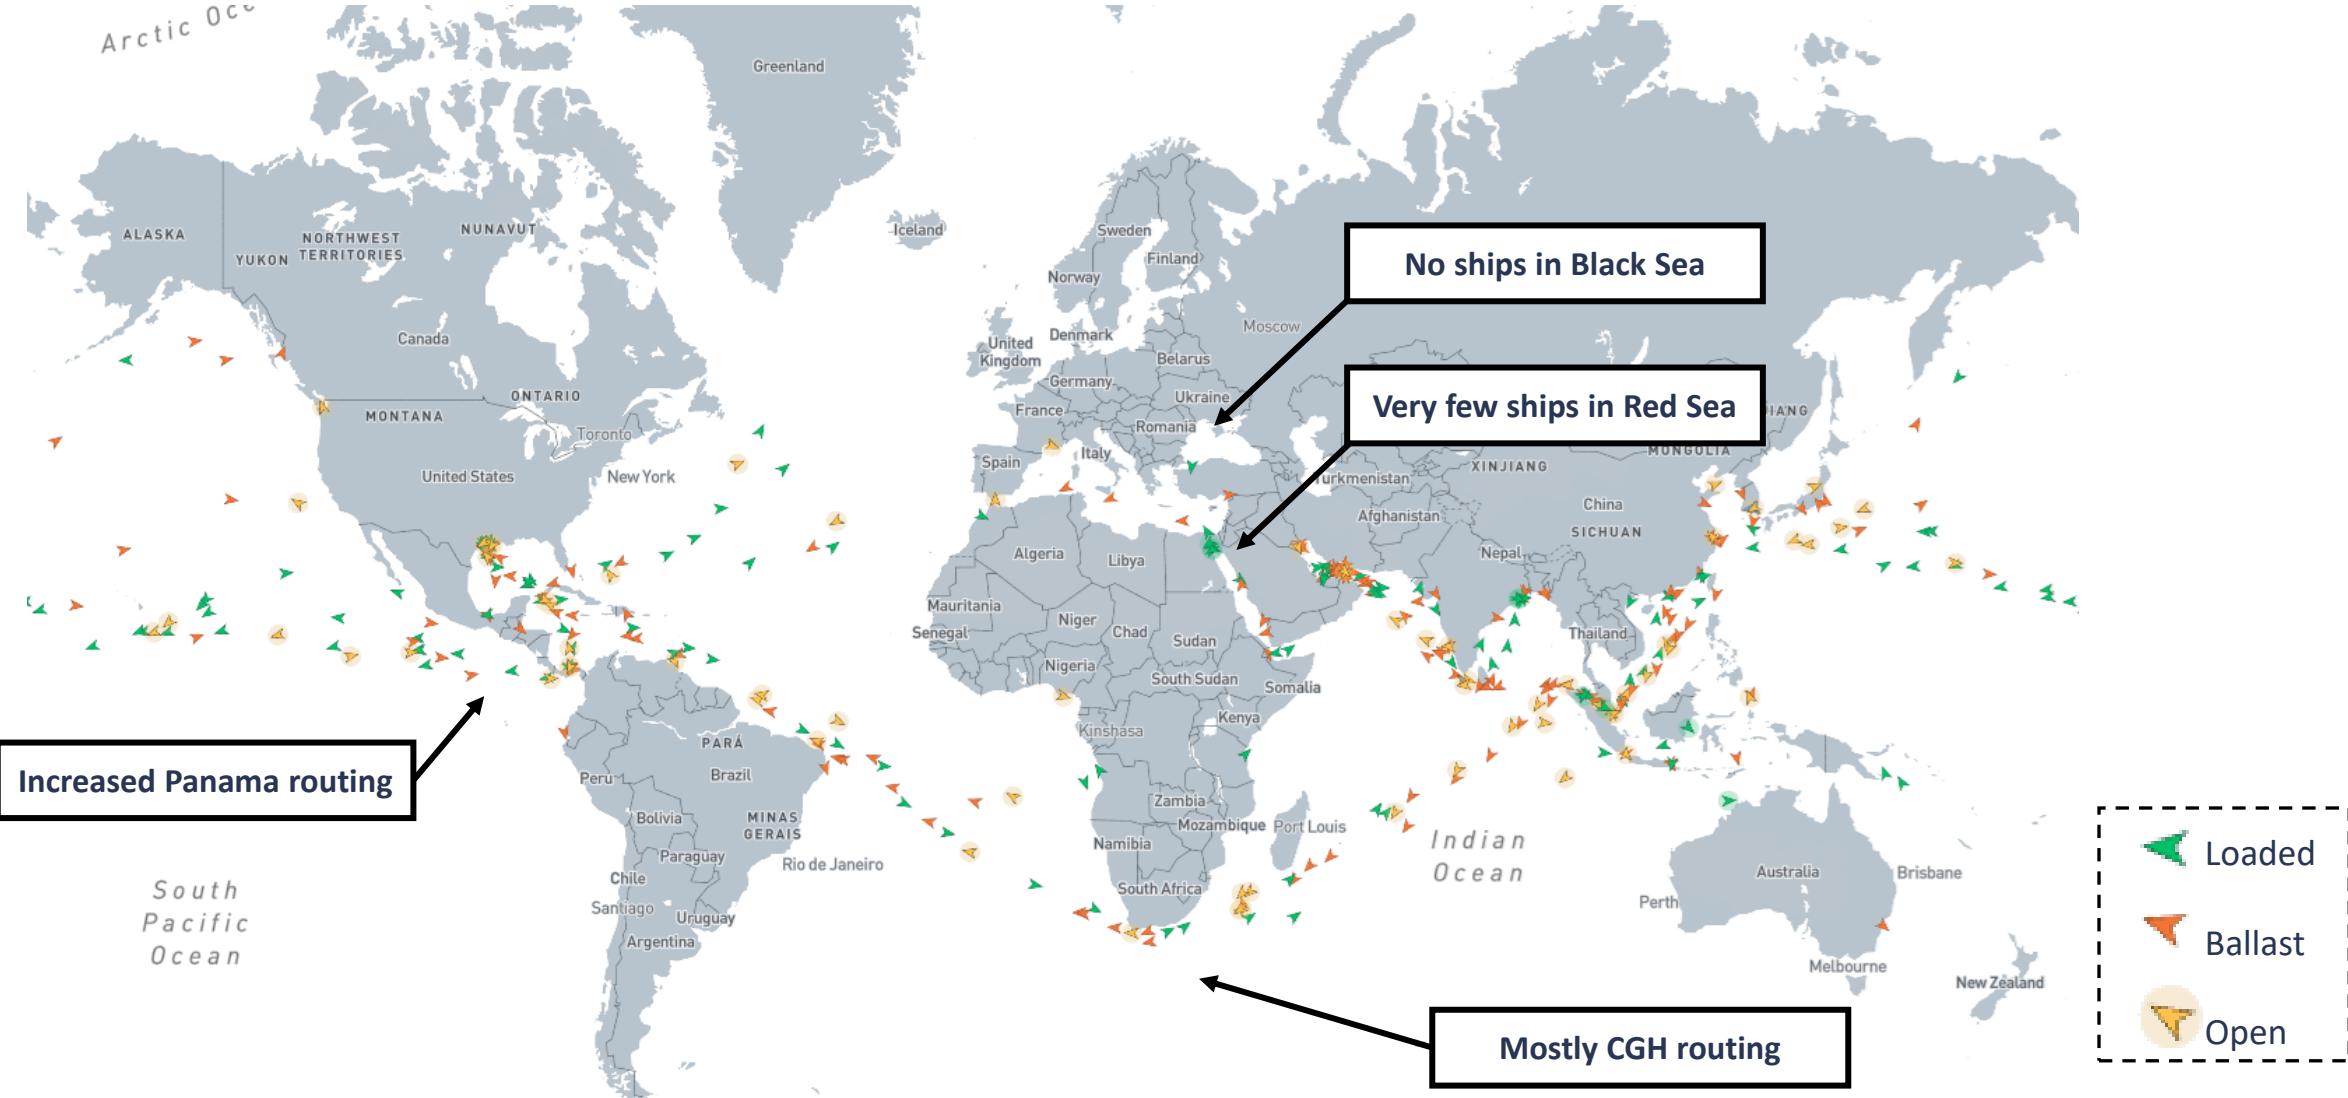 Arctic Oc
Greenland
ALASKA
YUKON
NORTHWEST
TERRITORIES
NUNAVUT
Iceland
Sweden
Finland
Norway
No ships in Black Sea
Moscow
Canada
United
Kingdom
Denmark
Belarus
Germany
ONTARIO
MONTANA
France
Ukraine
Very few ships in Red Sea
Toronto
Romania
Italy
Spain
XINJIANG
MONGOLIA
United States
New York
Turkmenistan
China
Afghanistan
SICHUAN
Algeria
Libya
Nepal
Mauritania
Niger
Chad
Senegal
Sudan
Thailand
Nigeria
South Sudan
Somalia
Kenya
Kinshasa
PARÁ
Peru
Brazil
Increased Panama routing
Zambia
Bolivia
MINAS
GERAIS
Mozambique
Port Louis
Namibia
Indian
Ocean
Paraguay
Rio de Janeiro
Chile
South Africa
Australia
Brisbane
South
Pacific
Ocean
Santiago
Uruguay
Perth
Argentina
Melbourne
New Zealand
Mostly CGH routing
Loaded
Ballast
Open